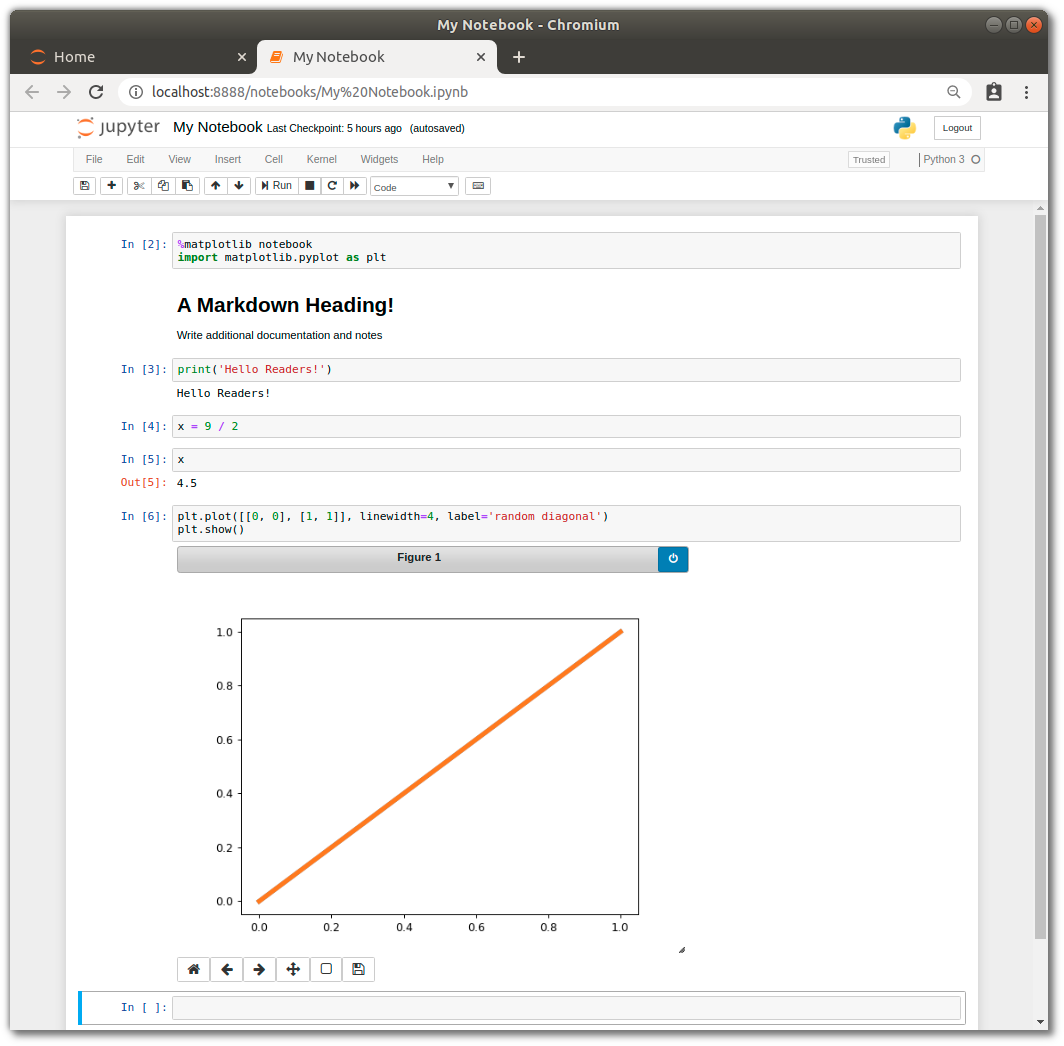 My Notebook - Chromium
Home
My Notebook
localhost:8888/notebooks/My%20Notebook.ipynb
jupyter My Notebook Last Checkpoint: 5 hours ago (autosaved) Logout
File Edit View Insert Cell Kernel Widgets Help Trusted Python 3
Run Code
In [2]: %matplotlib notebook
import matplotlib.pyplot as plt
A Markdown Heading!
Write additional documentation and notes
In [3]: print('Hello Readers!')
Hello Readers!
In [4]: x = 9 / 2
In [5]: x
Out[5]: 4.5
In [6]: plt.plot([[0, 0], [1, 1]], linewidth=4, label='random diagonal')
plt.show()
Figure 1
1.0
0.8
0.6
0.4
0.2
0.0
0.0 0.2 0.4 0.6 0.8 1.0
In [ ]: